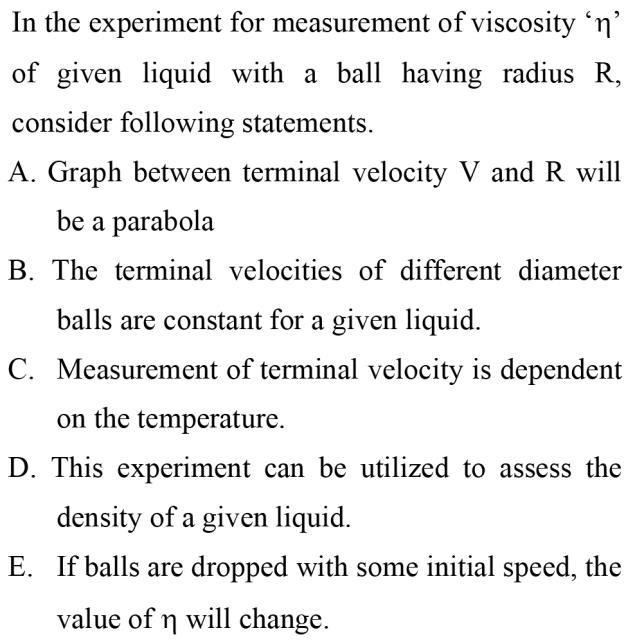 In the experiment for measurement of viscosity ‘η’
of given liquid with a ball having radius R,
consider following statements.
A. Graph between terminal velocity V and R will
be a parabola
B. The terminal velocities of different diameter
balls are constant for a given liquid.
C. Measurement of terminal velocity is dependent
on the temperature.
D. This experiment can be utilized to assess the
density of a given liquid.
E. If balls are dropped with some initial speed, the
value of η will change.